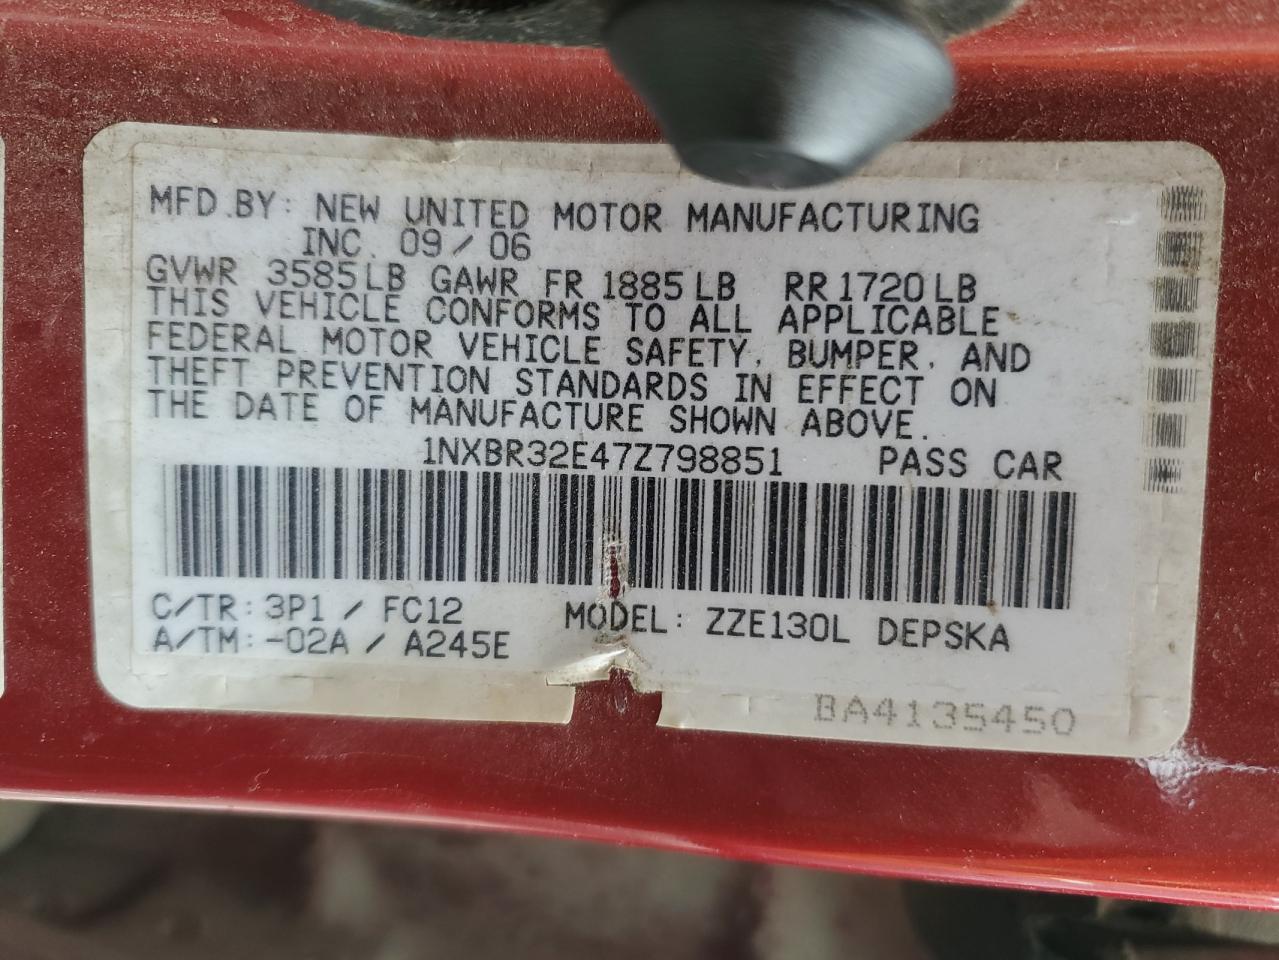 MFD.BY: NEW UNITED MOTOR MANUFACTURING
INC. 09/06
GVWR 3585LB GAWR FR 1885LB RR 1720LB
THIS VEHICLE CONFORMS TO ALL APPLICABLE
FEDERAL MOTOR VEHICLE SAFETY, BUMPER, AND
THEFT PREVENTION STANDARDS IN EFFECT ON
THE DATE OF MANUFACTURE SHOWN ABOVE.
1NXBR32E47Z798851 PASS CAR
C/TR: 3P1 / FC12 MODEL: ZZE130L DEPSKA
A/TM: -02A / A245E
BA4135450